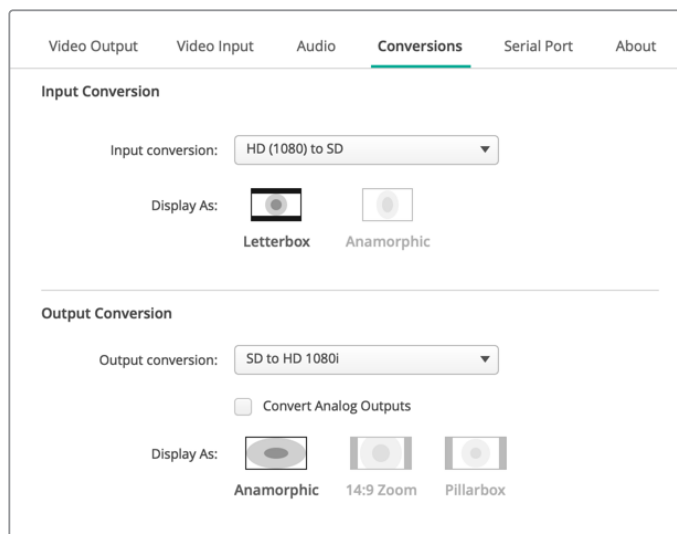 Video Output Video Input Audio Conversions Serial Port About
Input Conversion
Input conversion: HD (1080) to SD
Display As:
Letterbox Anamorphic
Output Conversion
Output conversion: SD to HD 1080i
Convert Analog Outputs
Display As:
Anamorphic 14:9 Zoom Pillarbox